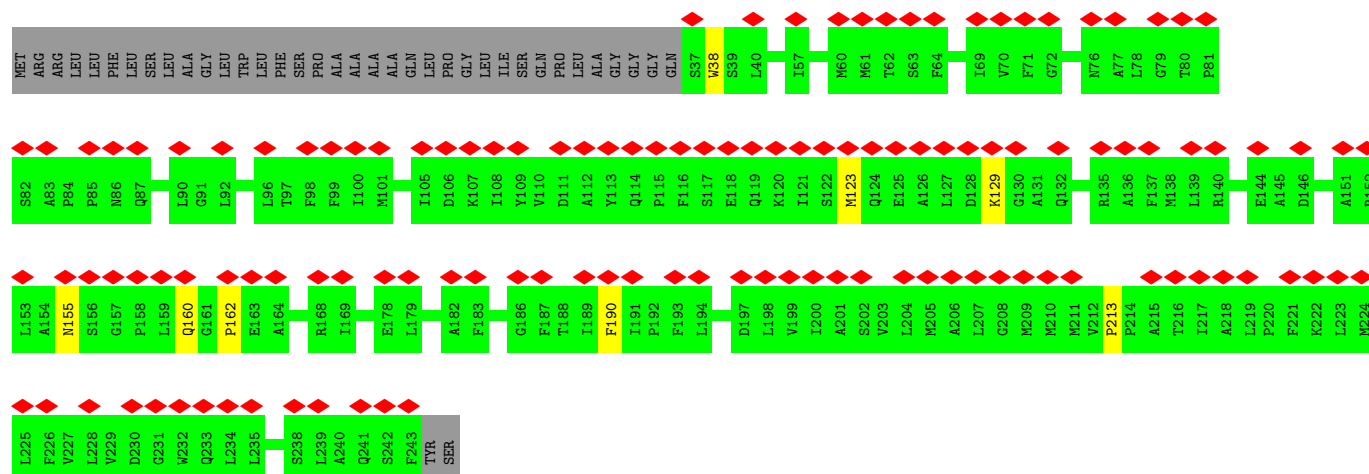 MET ARG ARG LEU LEU PHE LEU SER LEU ALA GLY LEU TRP LEU PHE SER PRO ALA ALA ALA ALA GLN LEU PRO GLY LEU ILE SER GLN PRO LEU ALA GLY GLY GLY GLN S37 W38 S39 L40 I57 M60 M61 T62 S63 F64 I69 V70 F71 G72 N76 A77 L78 G79 T80 P81
S82 A83 P84 P85 N86 Q87 L90 G91 L92 L96 T97 F98 F99 I100 M101 I105 D106 K107 I108 Y109 V110 D111 A112 Y113 Q114 P115 F116 S117 E118 Q119 K120 I121 S122 M123 Q124 E125 A126 L127 D128 K129 G130 A131 Q132 R135 A136 F137 M138 L139 R140 E144 A145 D146 A151 R152
L153 A154 N155 S156 G157 P158 L159 Q160 G161 P162 E163 A164 R168 I169 E178 L179 A182 F183 G186 F187 T188 I189 F190 I191 P192 F193 L194 D197 L198 V199 I200 A201 S202 V203 L204 M205 A206 L207 G208 M209 M210 M211 V212 P213 P214 A215 T216 I217 A218 L219 P220 F221 K222 L223 M224
L225 F226 V227 L228 V229 D230 G231 W232 Q233 L234 L235 S238 L239 A240 Q241 S242 F243 TYR SER